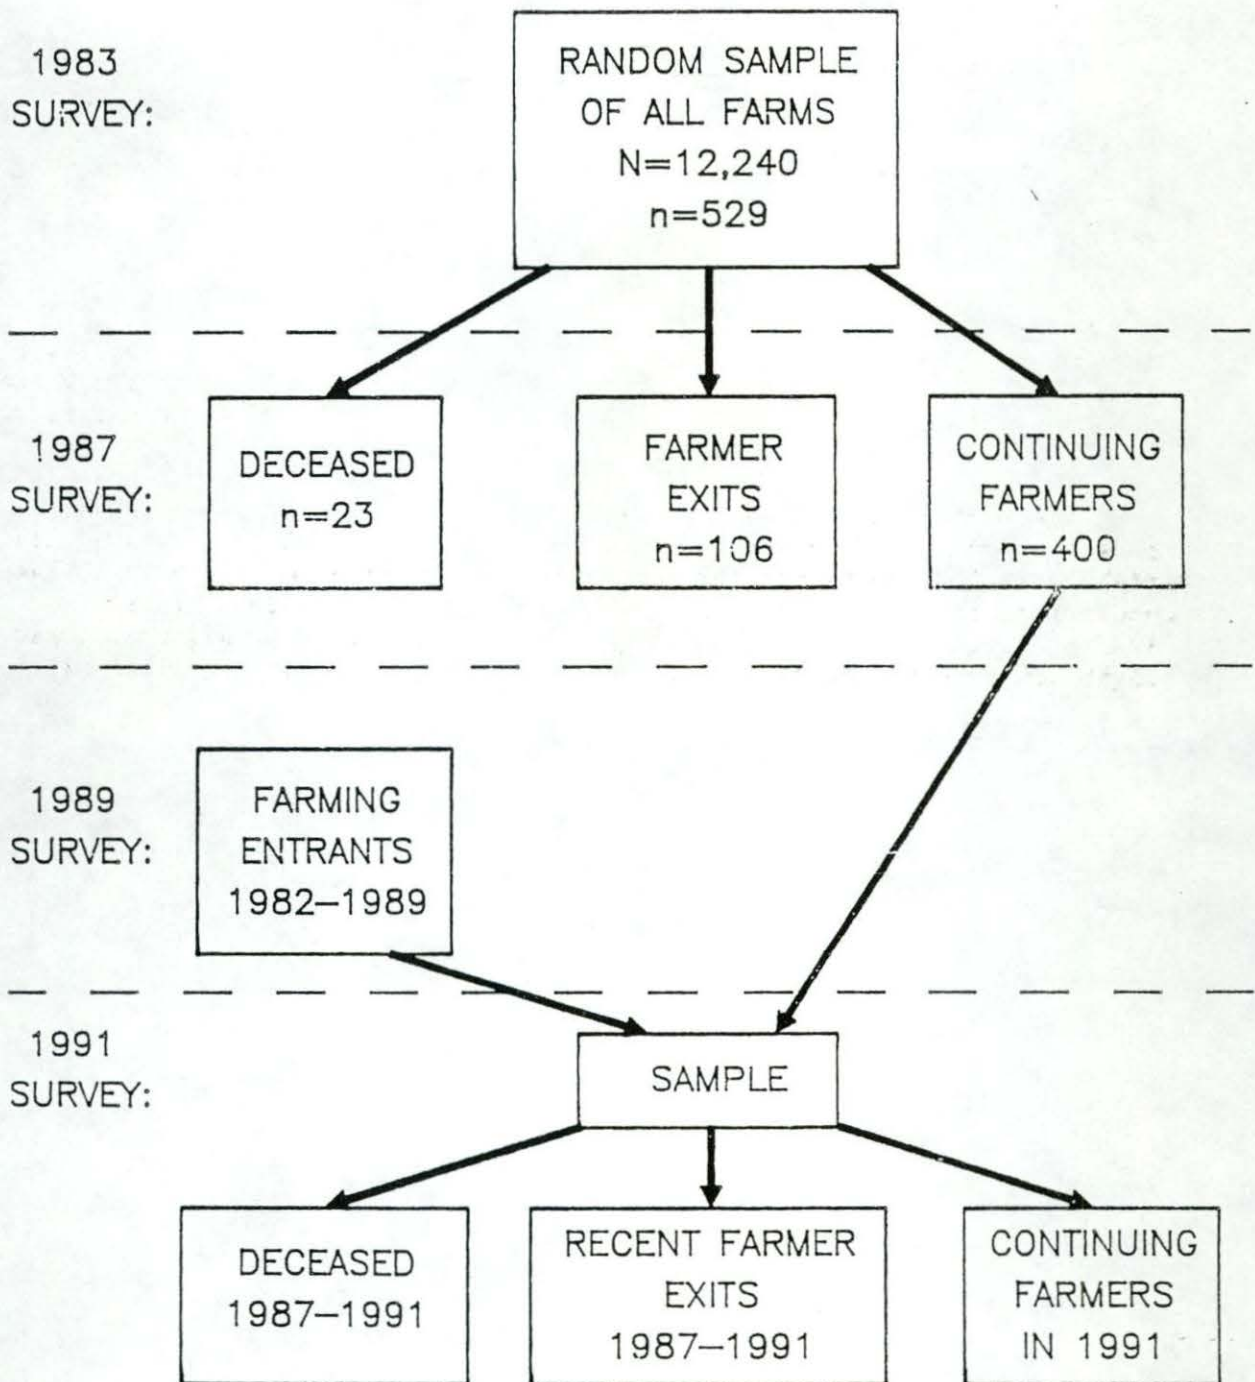 1983
SURVEY:
RANDOM SAMPLE
OF ALL FARMS
N=12,240
n=529
1987
SURVEY:
DECEASED
n=23
FARMER
EXITS
n=106
CONTINUING
FARMERS
n=400
1989
SURVEY:
FARMING
ENTRANTS
1982–1989
1991
SURVEY:
SAMPLE
DECEASED
1987–1991
RECENT FARMER
EXITS
1987–1991
CONTINUING
FARMERS
IN 1991